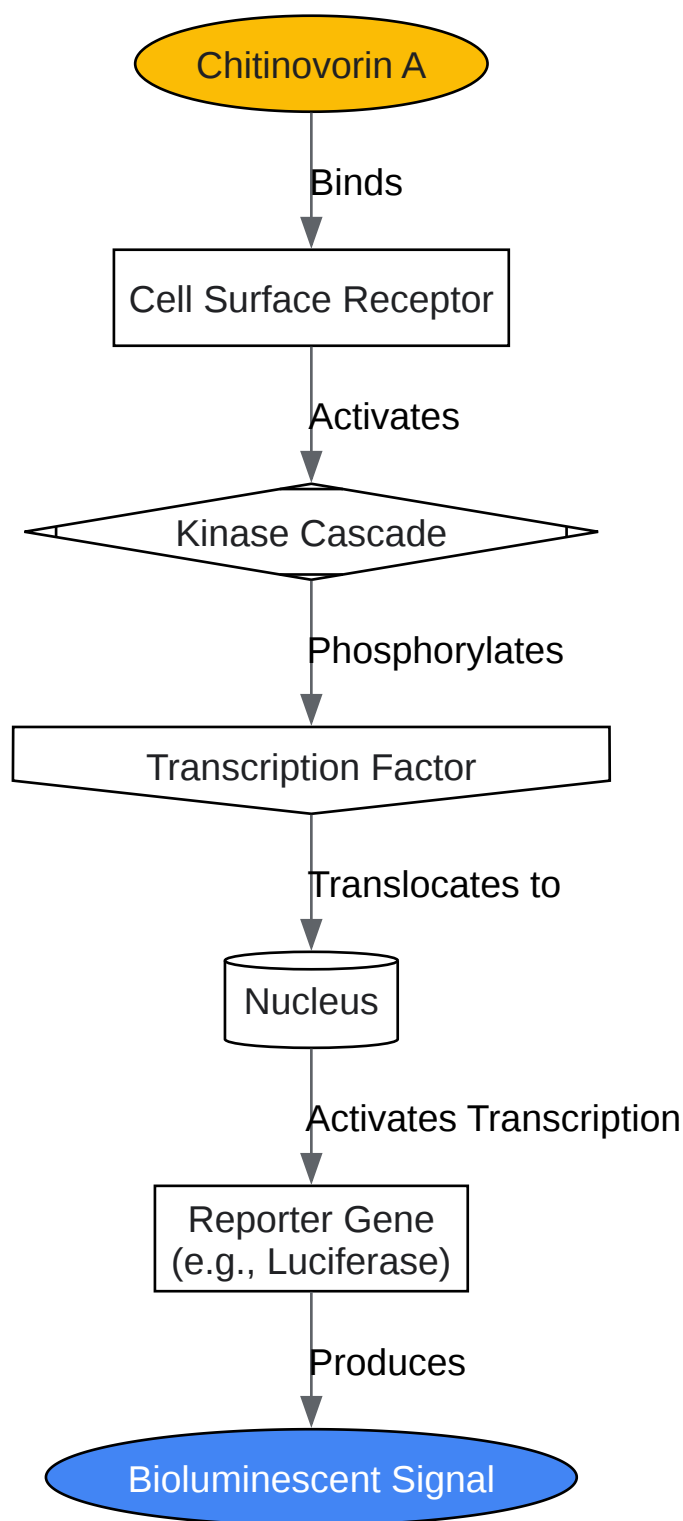 Chitinovorin A
Binds
Cell Surface Receptor
Activates
Kinase Cascade
Phosphorylates
Transcription Factor
Translocates to
Nucleus
Activates Transcription
Reporter Gene
(e.g., Luciferase)
Produces
Bioluminescent Signal